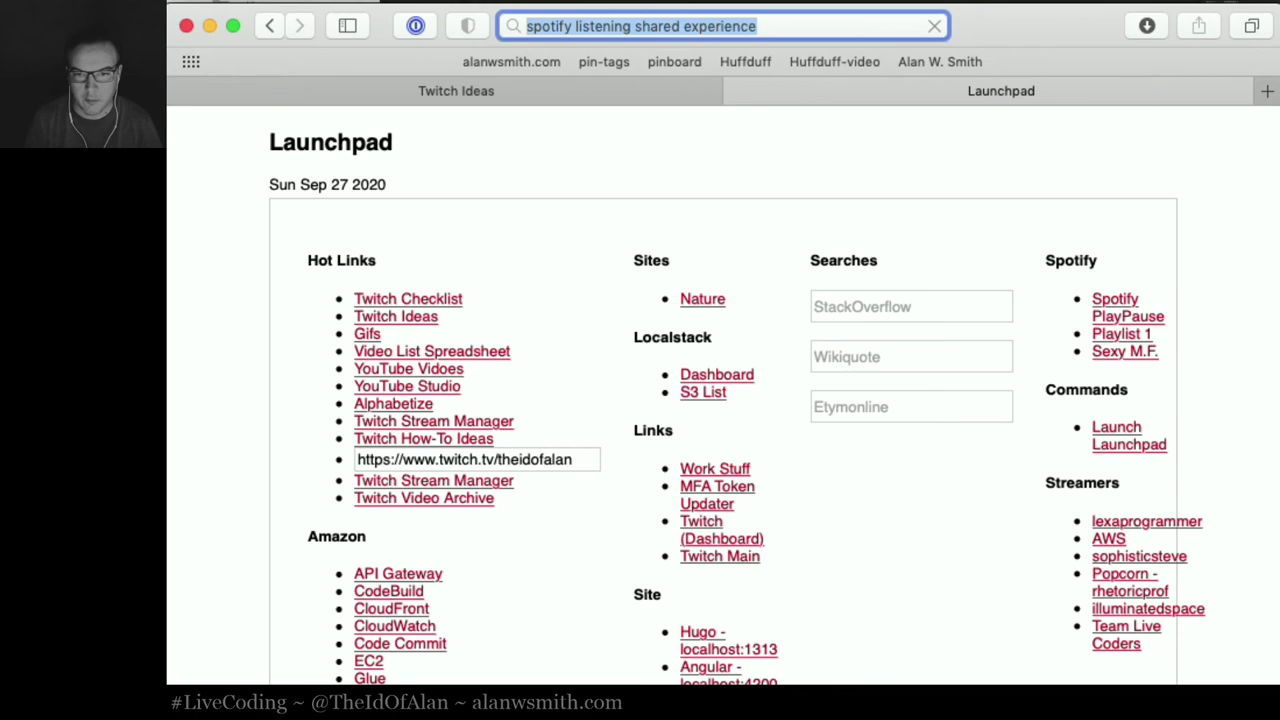 spotify listening shared experience
alanwsmith.com pin-tags pinboard Huffduff Huffduff-video Alan W. Smith
Twitch Ideas Launchpad
Launchpad
Sun Sep 27 2020
Hot Links
Twitch Checklist
Twitch Ideas
Gifs
Video List Spreadsheet
YouTube Vidoes
YouTube Studio
Alphabetize
Twitch Stream Manager
Twitch How-To Ideas
https://www.twitch.tv/theidofalan
Twitch Stream Manager
Twitch Video Archive
Amazon
API Gateway
CodeBuild
CloudFront
CloudWatch
Code Commit
EC2
Glue
Sites
Nature
Localstack
Dashboard
S3 List
Links
Work Stuff
MFA Token
Updater
Twitch
(Dashboard)
Twitch Main
Site
Hugo -
localhost:1313
Angular -
localhost:4200
Searches
StackOverflow
Wikiquote
Etymonline
Spotify
Spotify
PlayPause
Playlist 1
Sexy M.F.
Commands
Launch
Launchpad
Streamers
lexaprogrammer
AWS
sophisticsteve
Popcorn -
rhetoricprof
illuminatedspace
Team Live
Coders
#LiveCoding ~ @TheIdOfAlan ~ alanwsmith.com